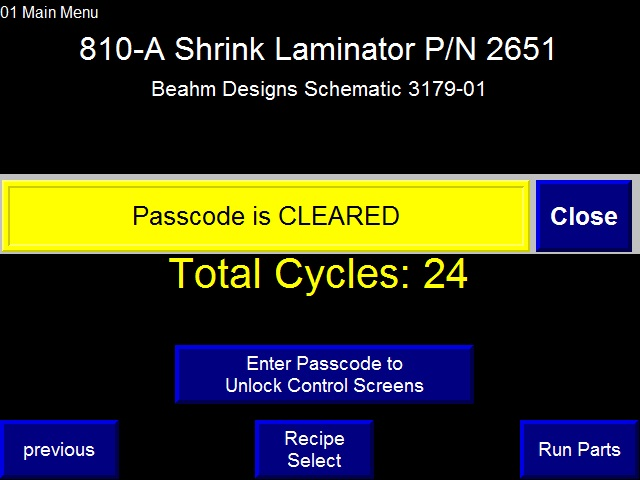 01 Main Menu
810-A Shrink Laminator P/N 2651
Beahm Designs Schematic 3179-01
Passcode is CLEARED
Close
Total Cycles: 24
Enter Passcode to
Unlock Control Screens
previous
Recipe
Select
Run Parts